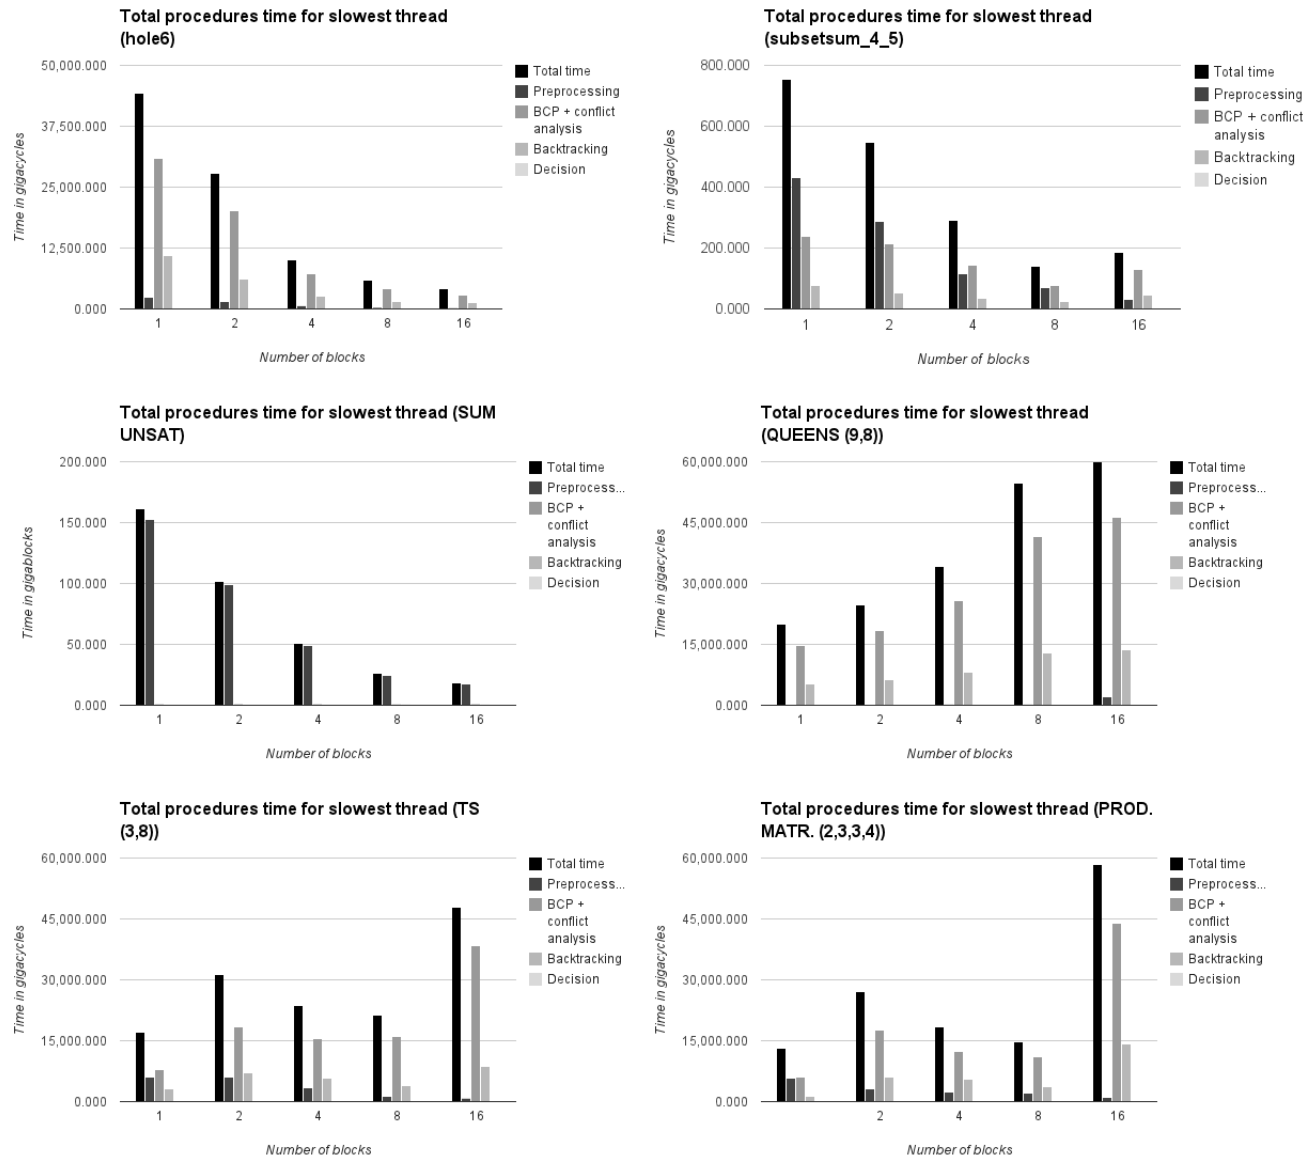 Total procedures time for slowest thread
(hole6)
50,000.000
37,500.000
25,000.000
12,500.000
0.000
Time in gigacycles
1 2 4 8 16
Number of blocks
Total time
Preprocessing
BCP + conflict
analysis
Backtracking
Decision
Total procedures time for slowest thread
(subsetsum_4_5)
800.000
600.000
400.000
200.000
0.000
Time in gigacycles
1 2 4 8 16
Number of blocks
Total time
Preprocessing
BCP + conflict
analysis
Backtracking
Decision
Total procedures time for slowest thread (SUM
UNSAT)
200.000
150.000
100.000
50.000
0.000
Time in gigablocks
1 2 4 8 16
Number of blocks
Total time
Preprocess...
BCP +
conflict
analysis
Backtracking
Decision
Total procedures time for slowest thread
(QUEENS (9,8))
60,000.000
45,000.000
30,000.000
15,000.000
0.000
Time in gigacycles
1 2 4 8 16
Number of blocks
Total time
Preprocess...
BCP +
conflict
analysis
Backtracking
Decision
Total procedures time for slowest thread (TS
(3,8))
60,000.000
45,000.000
30,000.000
15,000.000
0.000
Time in gigacycles
1 2 4 8 16
Number of blocks
Total time
Preprocess...
BCP +
conflict
analysis
Backtracking
Decision
Total procedures time for slowest thread (PROD.
MATR. (2,3,3,4))
60,000.000
45,000.000
30,000.000
15,000.000
0.000
Time in gigacycles
2 4 8 16
Number of blocks
Total time
Preprocess...
BCP +
conflict
analysis
Backtracking
Decision